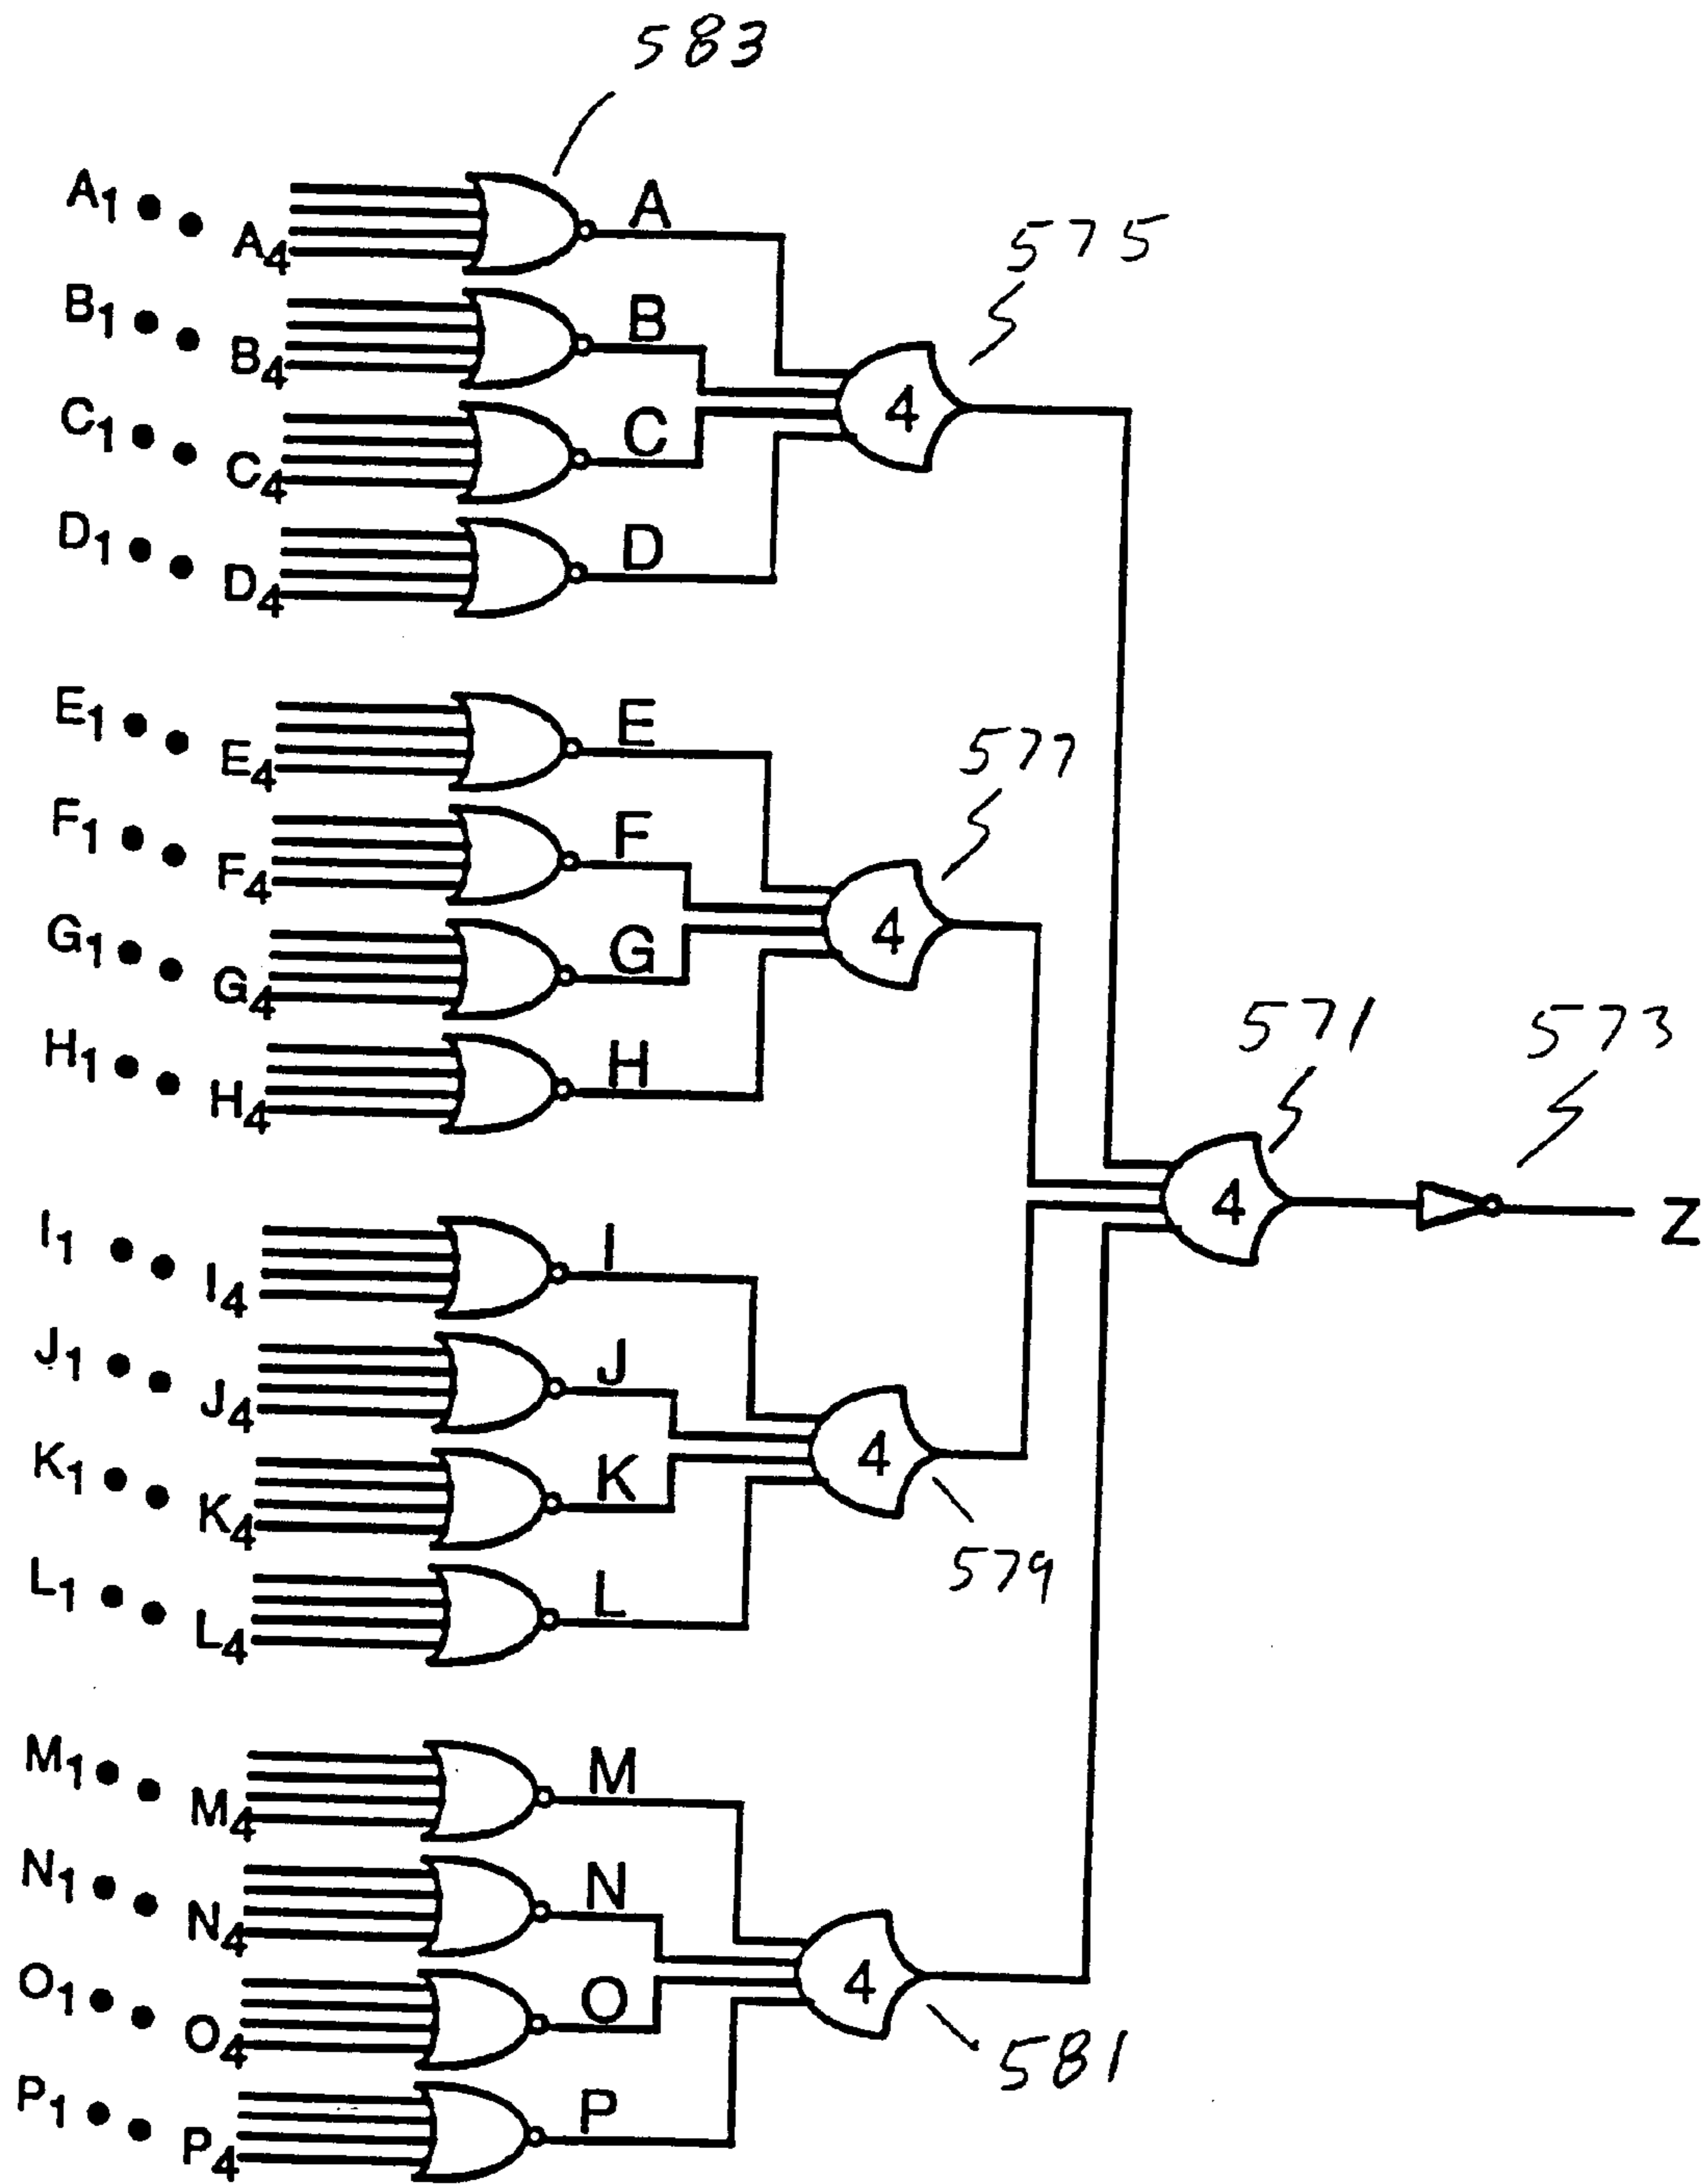 583
A1 A4 A
575
B1 B4 B
4
C1 C4 C
D1 D4 D
E1 E4 E
577
F1 F4 F
4
G1 G4 G
571
573
H1 H4 H
4
Z
I1 I4 I
J1 J4 J
4
K1 K4 K
579
L1 L4 L
M1 M4 M
N1 N4 N
4
O1 O4 O
581
P1 P4 P